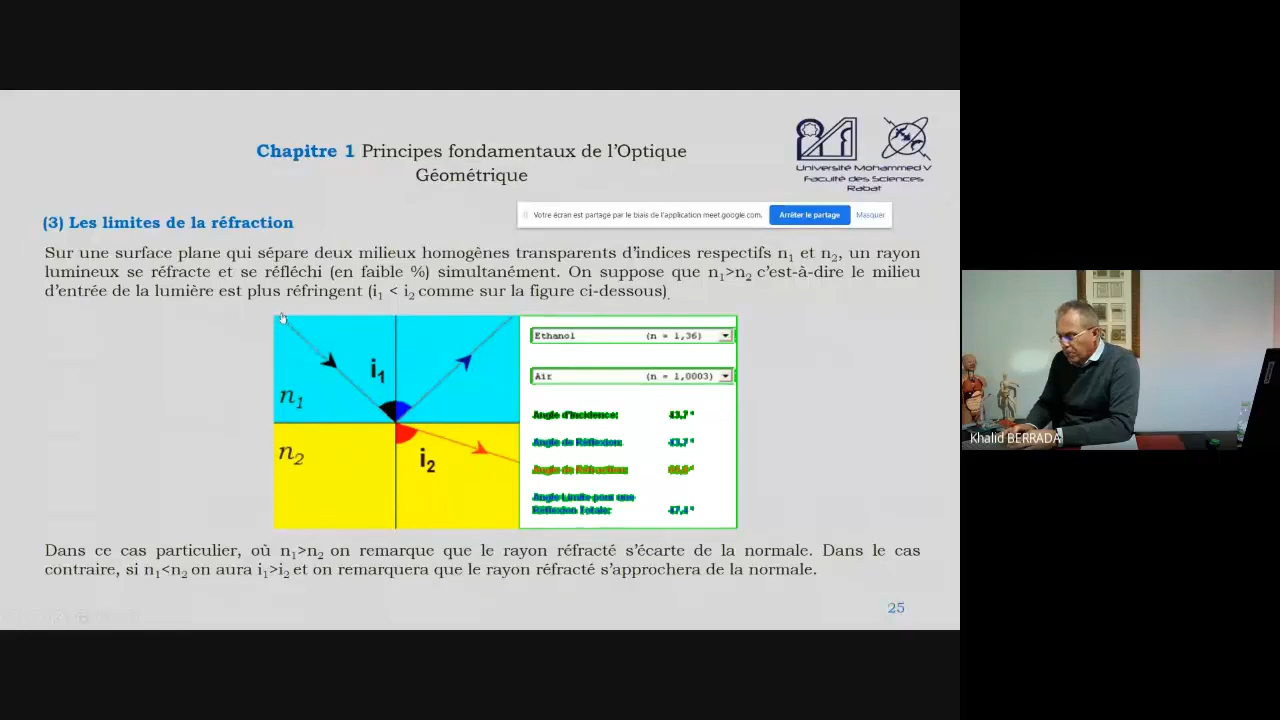 Chapitre 1 Principes fondamentaux de l'Optique
Géométrique
Université Mohammed V
Faculté des Sciences
Rabat
(3) Les limites de la réfraction
Votre écran est partagé par le biais de l'application meet.google.com.
Arrêter le partage
Masquer
Sur une surface plane qui sépare deux milieux homogènes transparents d'indices respectifs n1 et n2, un rayon
lumineux se réfracte et se réfléchi (en faible %) simultanément. On suppose que n1>n2 c'est-à-dire le milieu
d'entrée de la lumière est plus réfringent (i1 < i2 comme sur la figure ci-dessous).
i1
n1
n2
i2
Ethanol (n = 1,36)
Air (n = 1,0003)
Angle d'incidence: 43,7 °
Angle de Réflexion: 43,7 °
Angle de Réfraction:
Angle Limite pour une
Réflexion Totale: 47,4 °
Khalid BERRADA
Dans ce cas particulier, où n1>n2 on remarque que le rayon réfracté s'écarte de la normale. Dans le cas
contraire, si n1<n2 on aura i1>i2 et on remarquera que le rayon réfracté s'approchera de la normale.
25